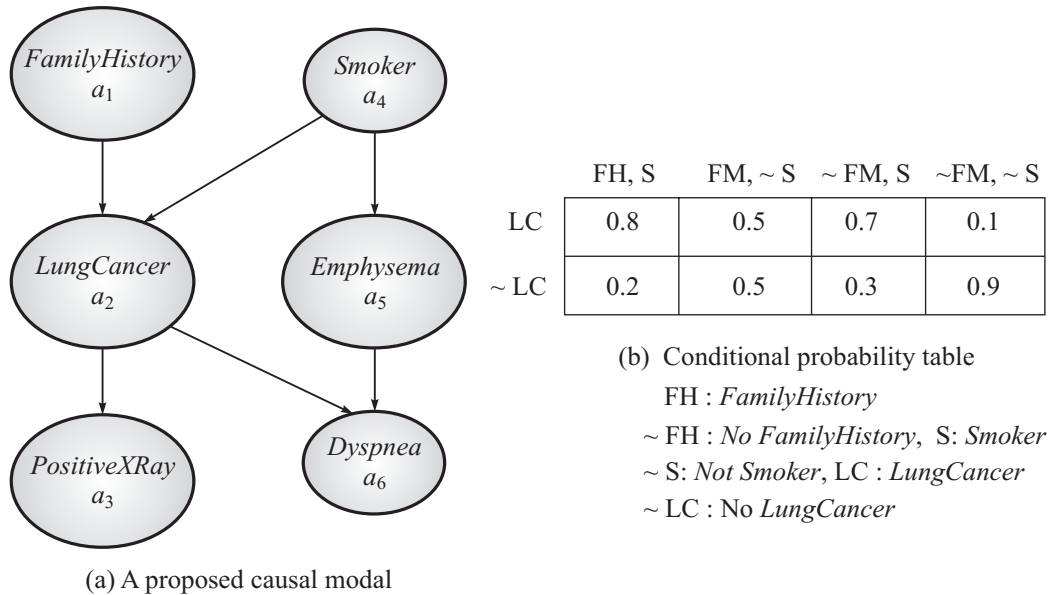 FamilyHistory
a₁
Smoker
a₄
LungCancer
a₂
Emphysema
a₅
PositiveXRay
a₃
Dyspnea
a₆
(a) A proposed causal modal
FH, S FM, ~ S ~ FM, S ~FM, ~ S
LC 0.8 0.5 0.7 0.1
~ LC 0.2 0.5 0.3 0.9
(b) Conditional probability table
FH : FamilyHistory
~ FH : No FamilyHistory, S: Smoker
~ S: Not Smoker, LC : LungCancer
~ LC : No LungCancer